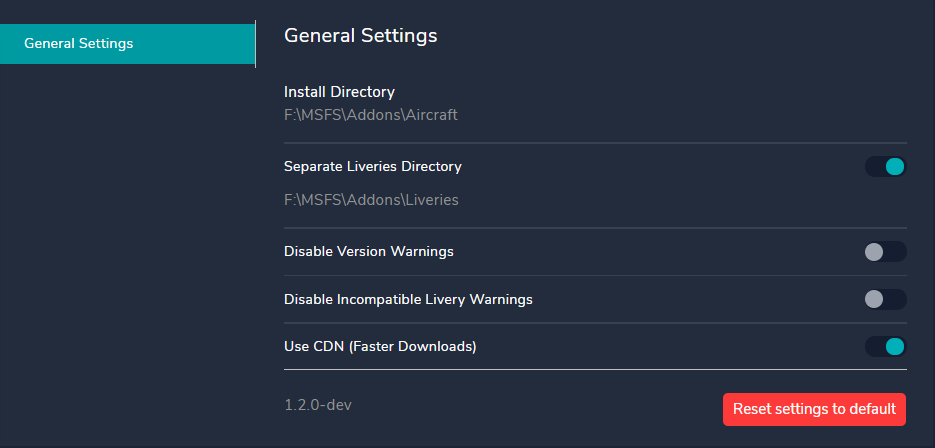 General Settings
General Settings
Install Directory
F:\MSFS\Addons\Aircraft
Separate Liveries Directory
F:\MSFS\Addons\Liveries
Disable Version Warnings
Disable Incompatible Livery Warnings
Use CDN (Faster Downloads)
1.2.0-dev
Reset settings to default